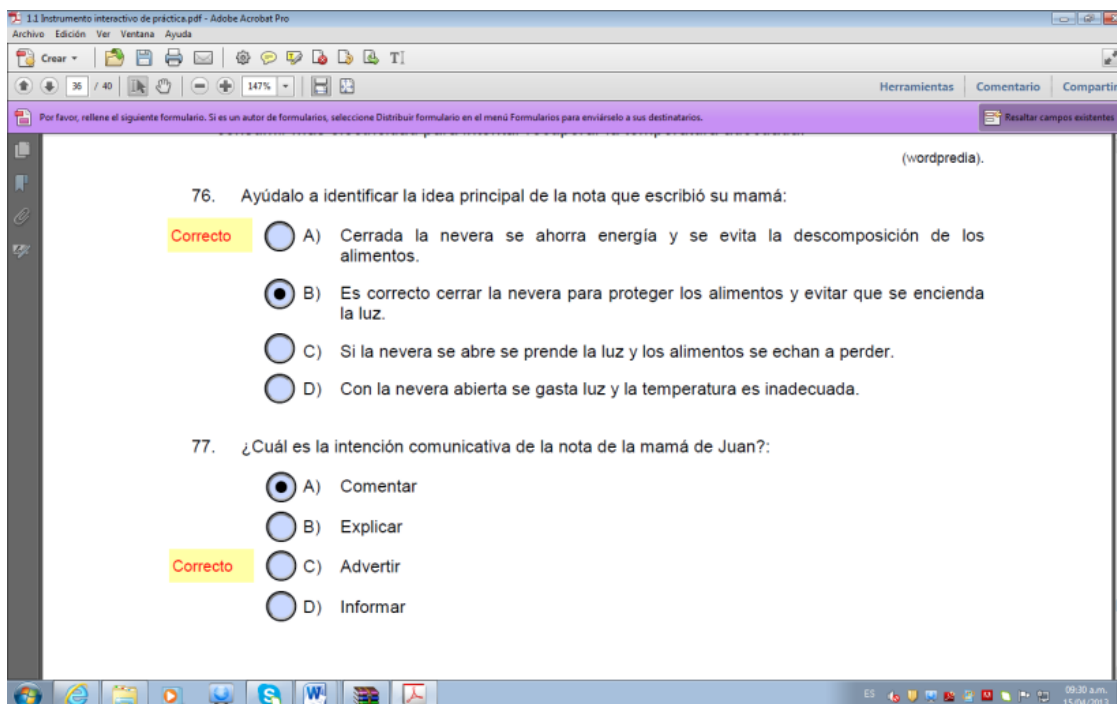 1.1 Instrumento interactivo de práctica.pdf - Adobe Acrobat Pro
Archivo Edición Ver Ventana Ayuda
Crear
36 / 40 147% Herramientas Comentario Compartir
Por favor, rellene el siguiente formulario. Si es un autor de formularios, seleccione Distribuir formulario en el menú Formularios para enviárselo a sus destinatarios. Resaltar campos existentes
(wordpredia).
76. Ayúdalo a identificar la idea principal de la nota que escribió su mamá:
Correcto A) Cerrada la nevera se ahorra energía y se evita la descomposición de los
alimentos.
B) Es correcto cerrar la nevera para proteger los alimentos y evitar que se encienda
la luz.
C) Si la nevera se abre se prende la luz y los alimentos se echan a perder.
D) Con la nevera abierta se gasta luz y la temperatura es inadecuada.
77. ¿Cuál es la intención comunicativa de la nota de la mamá de Juan?:
A) Comentar
B) Explicar
Correcto C) Advertir
D) Informar
ES 09:30 a.m.
15/04/2012